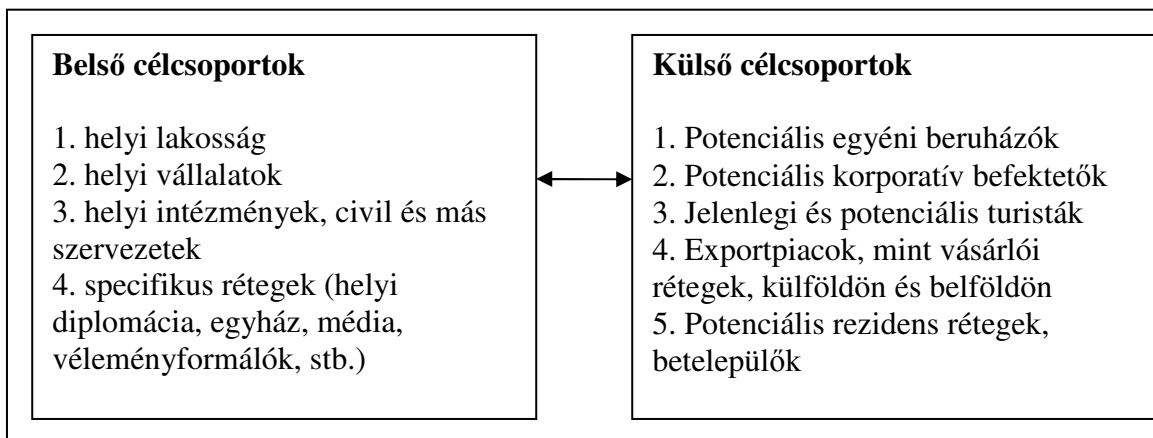 Belső célcsoportok
1. helyi lakosság
2. helyi vállalatok
3. helyi intézmények, civil és más
szervezetek
4. specifikus rétegek (helyi
diplomácia, egyház, média,
véleményformálók, stb.)
Külső célcsoportok
1. Potenciális egyéni beruházók
2. Potenciális korporatív befektetők
3. Jelenlegi és potenciális turisták
4. Exportpiacok, mint vásárlói
rétegek, külföldön és belföldön
5. Potenciális rezidens rétegek,
betelepülők